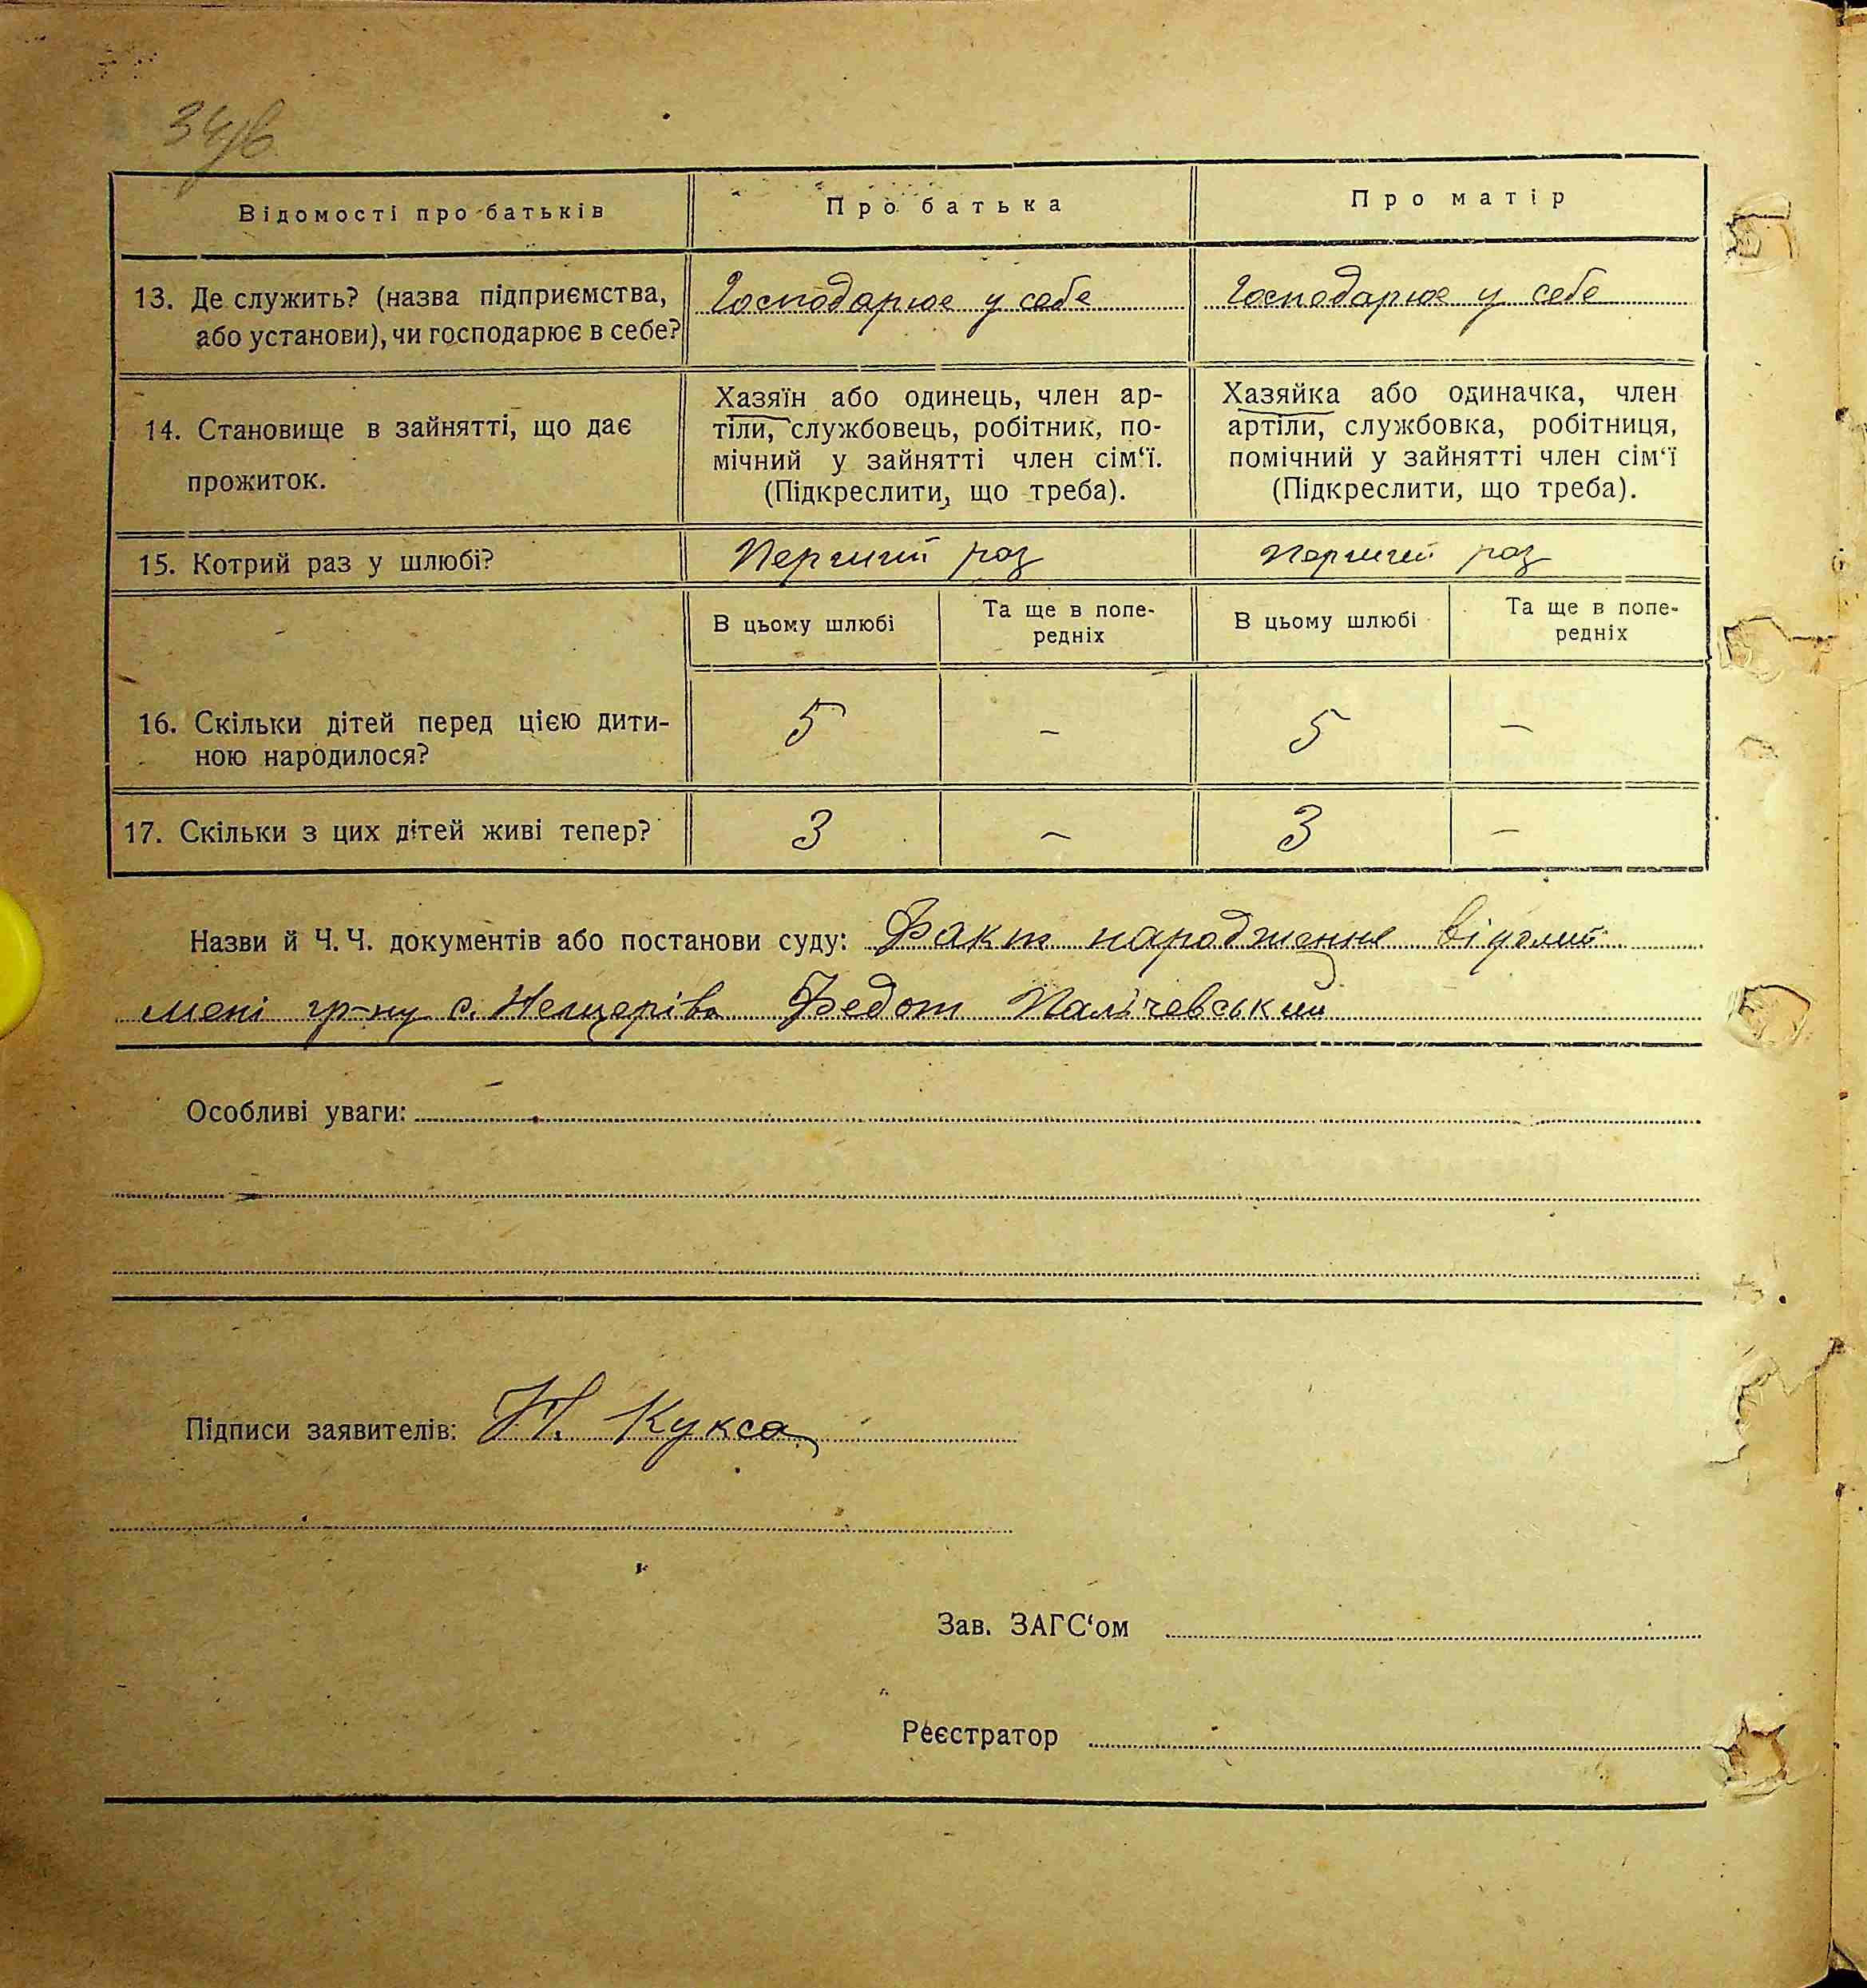 34/в
Відомості про батьків
Про батька
Про матір
13. Де служить? (назва підприємства,
або установи), чи господарює в себе?
Господарює у себе
Господарює у себе
14. Становище в зайнятті, що дає
прожиток.
Хазяїн або одинець, член ар-
тіли, службовець, робітник, по-
мічний у зайнятті член сім‘ї.
(Підкреслити, що треба).
Хазяйка або одиначка, член
артіли, службовка, робітниця,
помічний у зайнятті член сім‘ї
(Підкреслити, що треба).
15. Котрий раз у шлюбі?
Перший раз
Перший раз
В цьому шлюбі
Та ще в попе-
редніх
В цьому шлюбі
Та ще в попе-
редніх
16. Скільки дітей перед цією дити-
ною народилося?
5
–
5
–
17. Скільки з цих дітей живі тепер?
3
–
3
–
Назви й Ч. Ч. документів або постанови суду: Факт народження відомий
мені гр-ну с. Нещерів Федот Палічевський
Особливі уваги:
Підписи заявителів: Н. Кукса
Зав. ЗАГС‘ом
Реєстратор